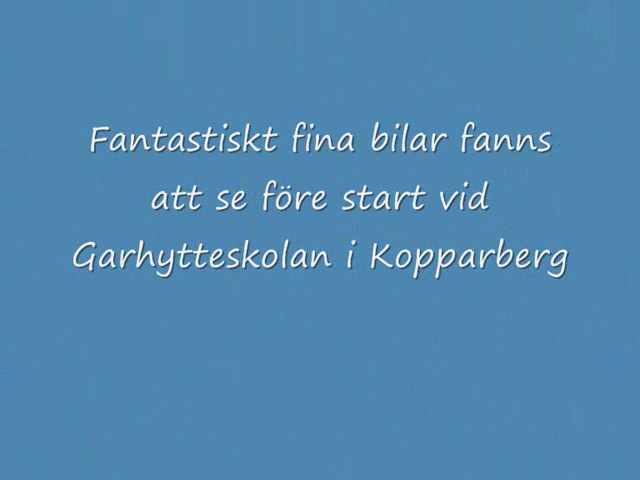 Fantastiskt fina bilar fanns
att se före start vid
Garhytteskolan i Kopparberg